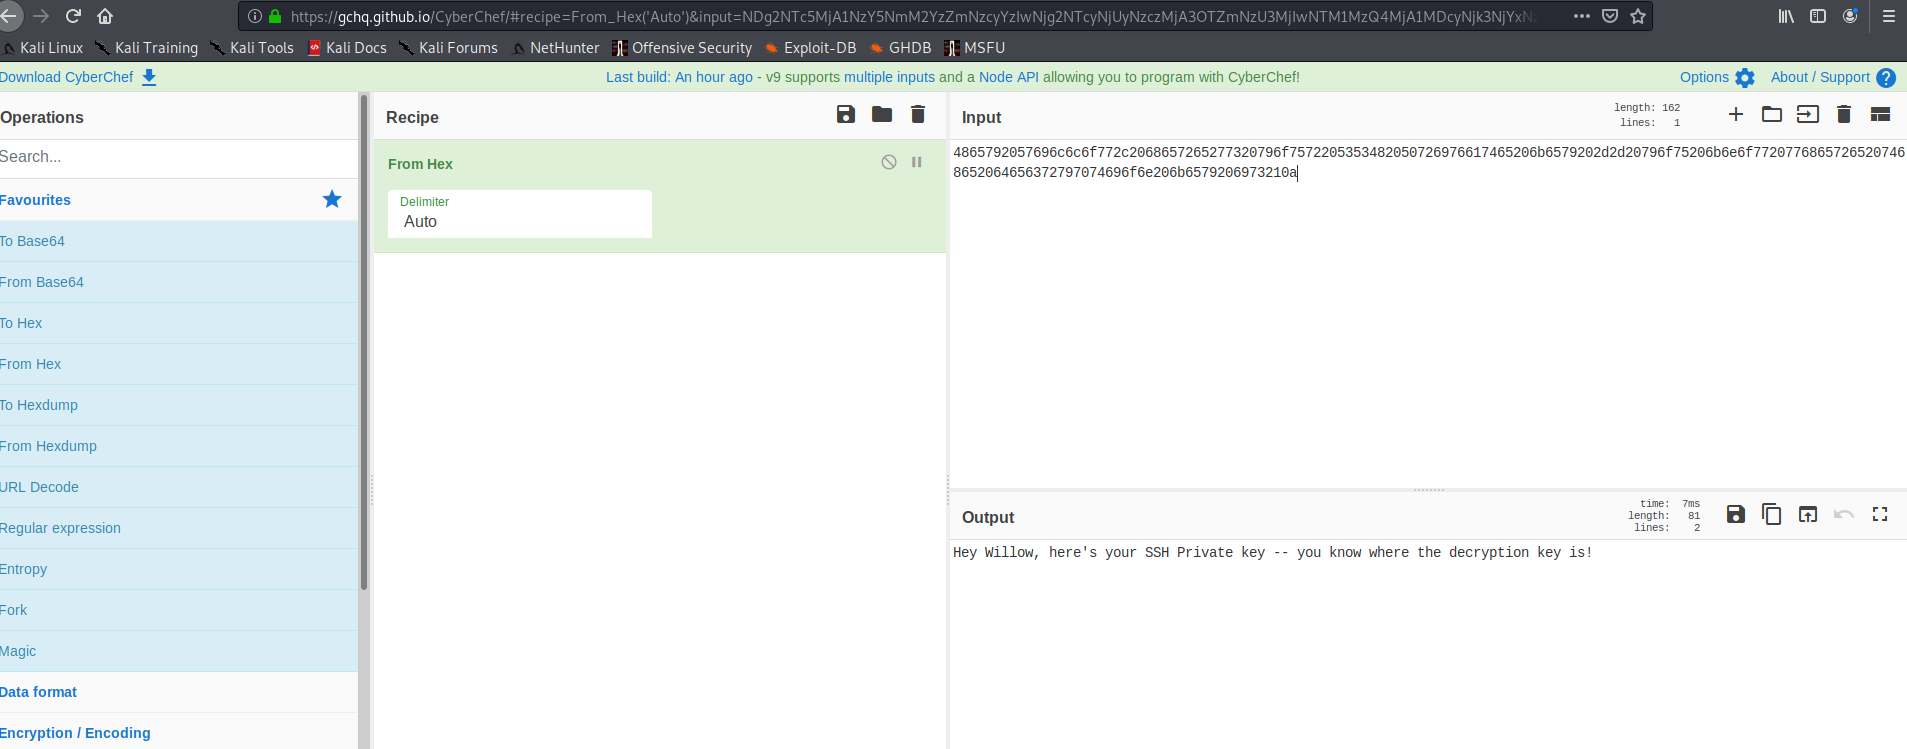 https://gchq.github.io/CyberChef/#recipe=From_Hex('Auto')&input=NDg2NTc5MjA1NzY5NmM2YzZmNzcyYzIwNjg2NTcyNjUyNzczMjA3OTZmNzU3MjIwNTM1MzQ4MjA1MDcyNjk3NjYxNz
Kali Linux Kali Training Kali Tools Kali Docs Kali Forums NetHunter Offensive Security Exploit-DB GHDB MSFU
Download CyberChef Last build: An hour ago - v9 supports multiple inputs and a Node API allowing you to program with CyberChef! Options About / Support
Operations
Search...
Favourites
To Base64
From Base64
To Hex
From Hex
To Hexdump
From Hexdump
URL Decode
Regular expression
Entropy
Fork
Magic
Data format
Encryption / Encoding
Recipe
From Hex
Delimiter
Auto
Input
length: 162
lines: 1
4865792057696c6c6f772c2068657265277320796f7572205353482050726976617465206b6579202d2d20796f75206b6e6f7720776865726520746
8652064656372797074696f6e206b6579206973210a
Output
time: 7ms
length: 81
lines: 2
Hey Willow, here's your SSH Private key -- you know where the decryption key is!